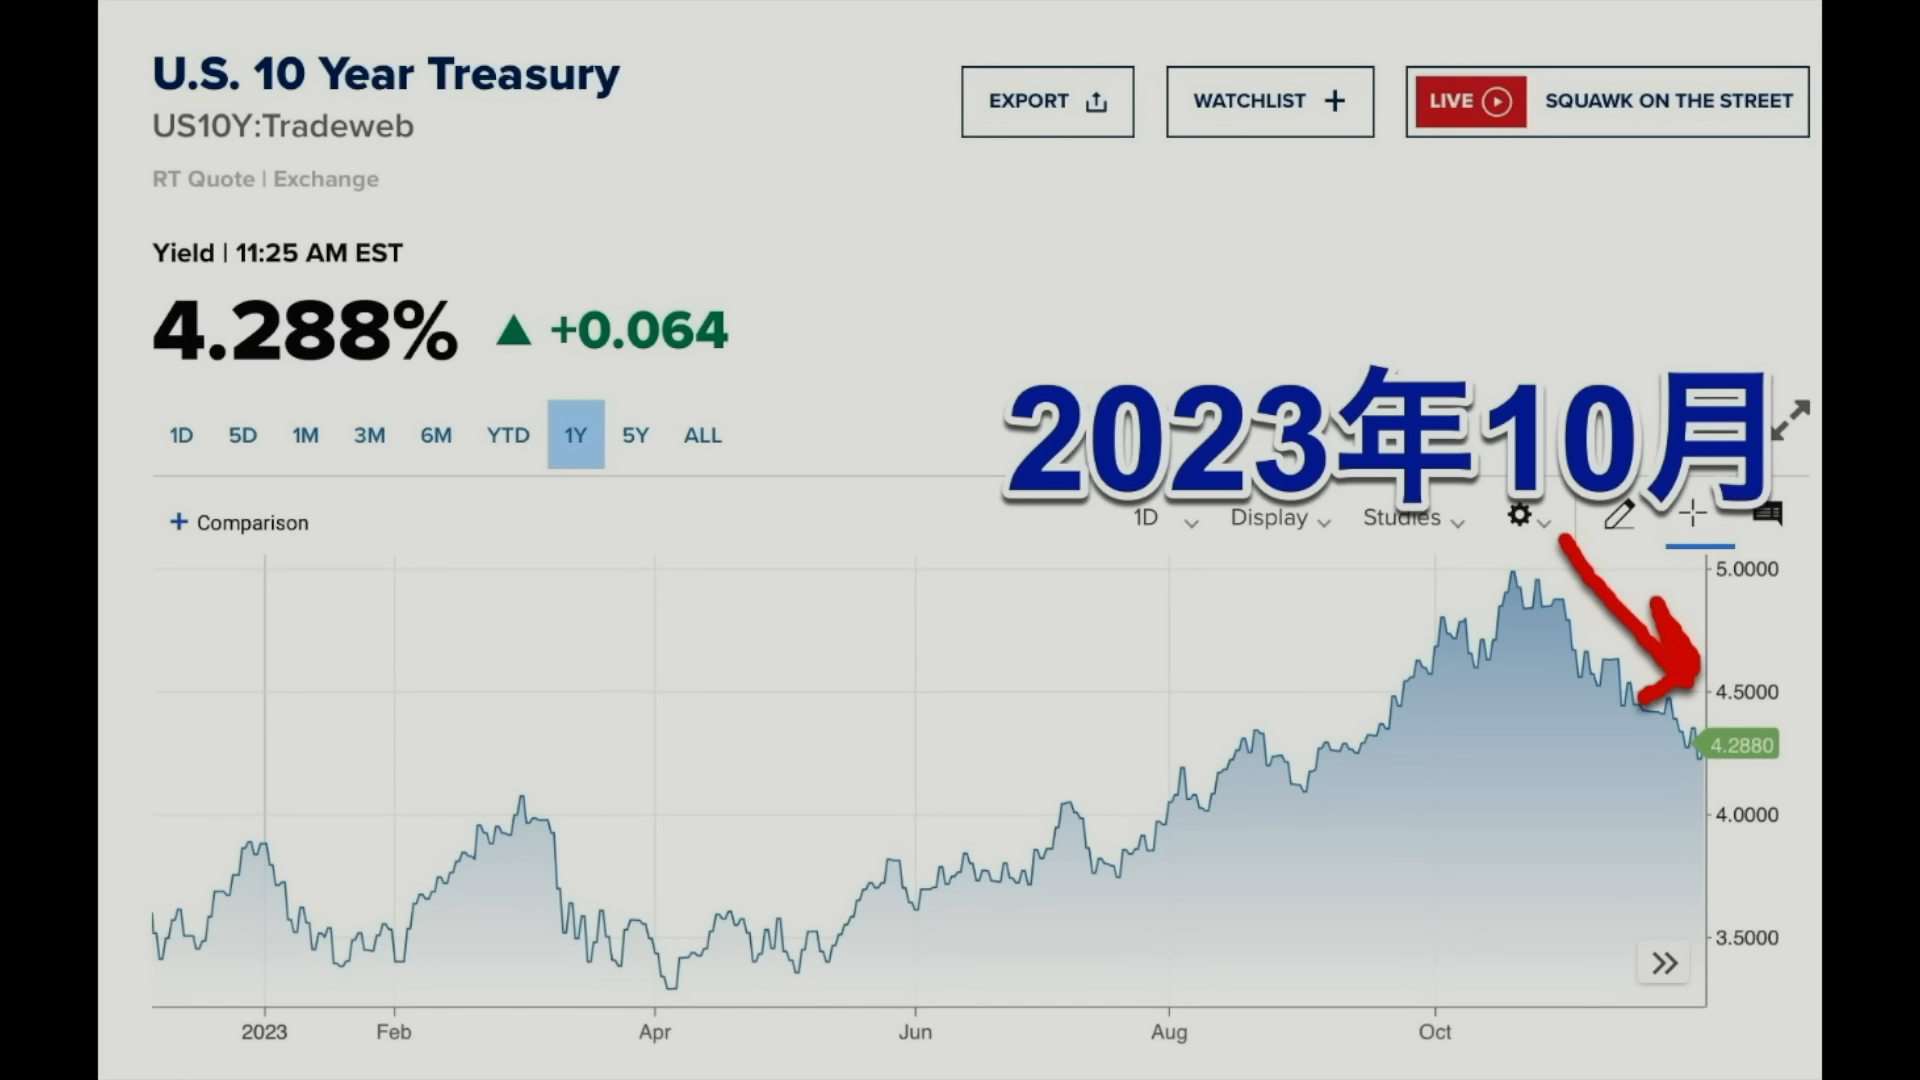 U.S. 10 Year Treasury
US10Y:Tradeweb
RT Quote | Exchange
EXPORT
WATCHLIST +
LIVE SQUAWK ON THE STREET
Yield | 11:25 AM EST
4.288% ▲ +0.064
2023年10月
1D 5D 1M 3M 6M YTD 1Y 5Y ALL
+ Comparison
1D Display Studies
5.0000
4.5000
4.2880
4.0000
3.5000
2023 Feb Apr Jun Aug Oct